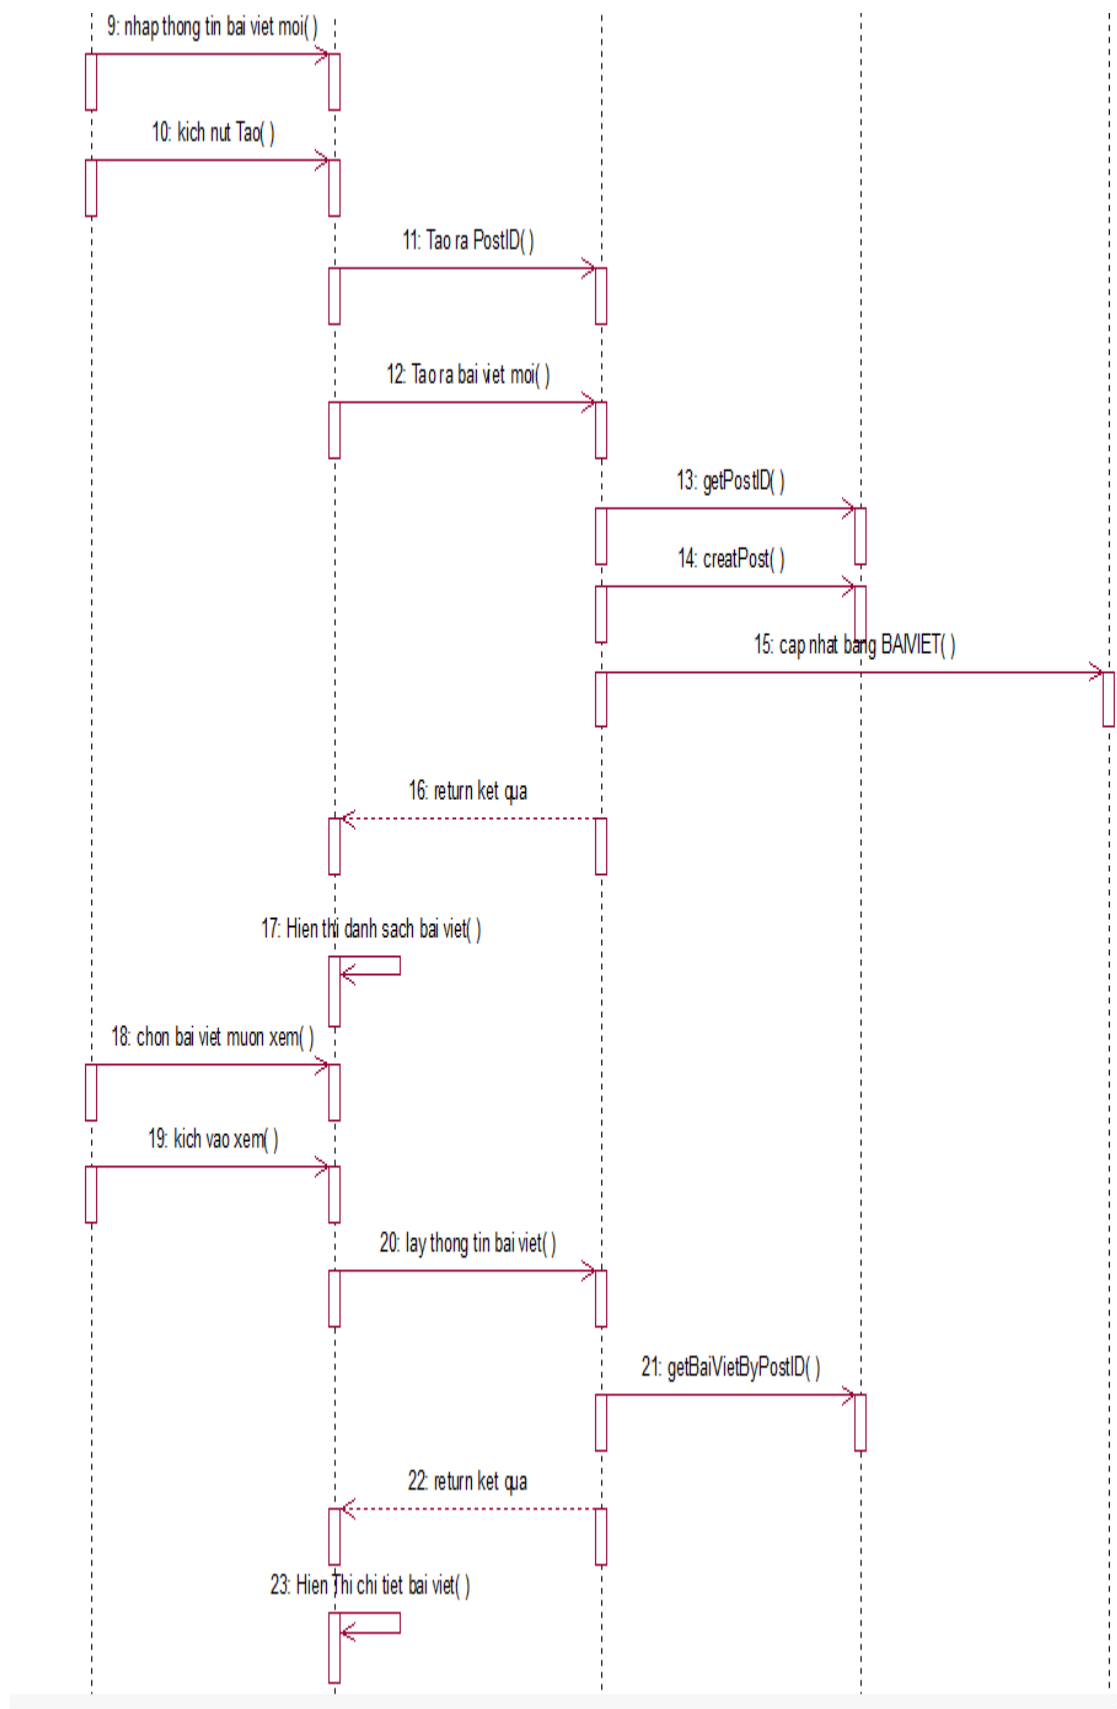 9: nhap thong tin bai viet moi( )
10: kich nut Tao( )
11: Tao ra PostID( )
12: Tao ra bai viet moi( )
13: getPostID( )
14: creatPost( )
15: cap nhat bang BAIVIET( )
16: return ket qua
17: Hien thi danh sach bai viet( )
18: chon bai viet muon xem( )
19: kich vao xem( )
20: lay thong tin bai viet( )
21: getBaiVietByPostID( )
22: return ket qua
23: Hien Thi chi tiet bai viet( )